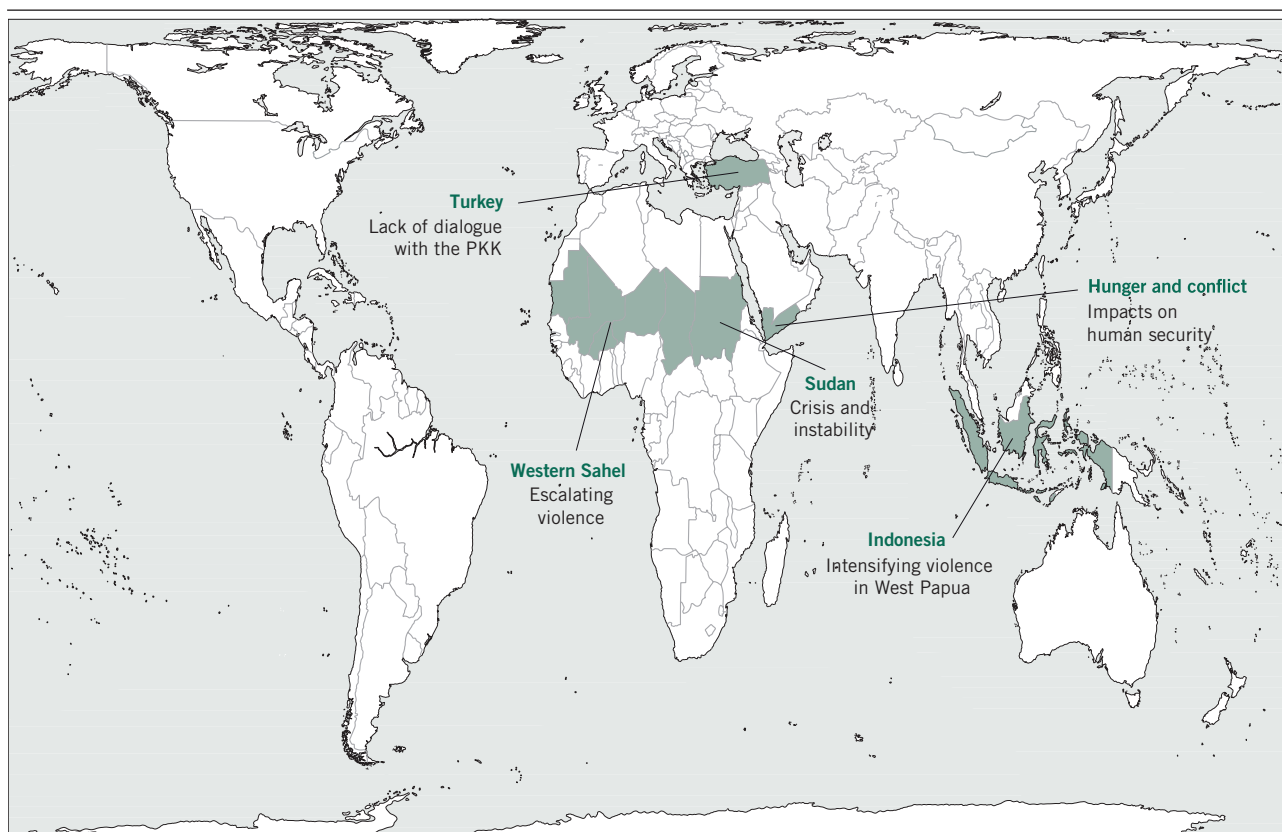 Turkey
Lack of dialogue
with the PKK
Hunger and conflict
Impacts on
human security
Sudan
Crisis and
instability
Western Sahel
Escalating
violence
Indonesia
Intensifying violence
in West Papua